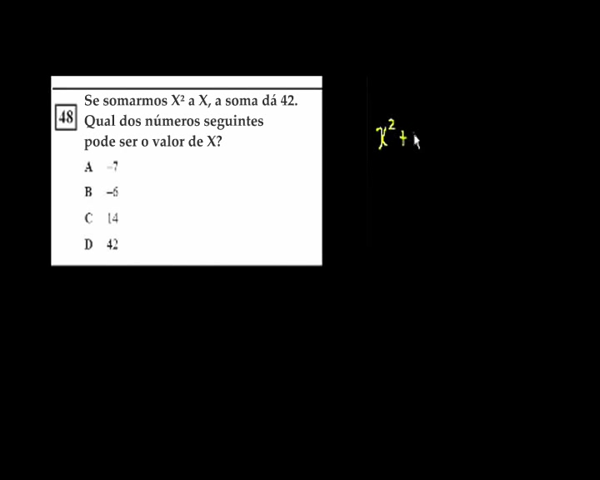 48
Se somarmos X² a X, a soma dá 42.
Qual dos números seguintes
pode ser o valor de X?
A -7
B -6
C 14
D 42
x² +